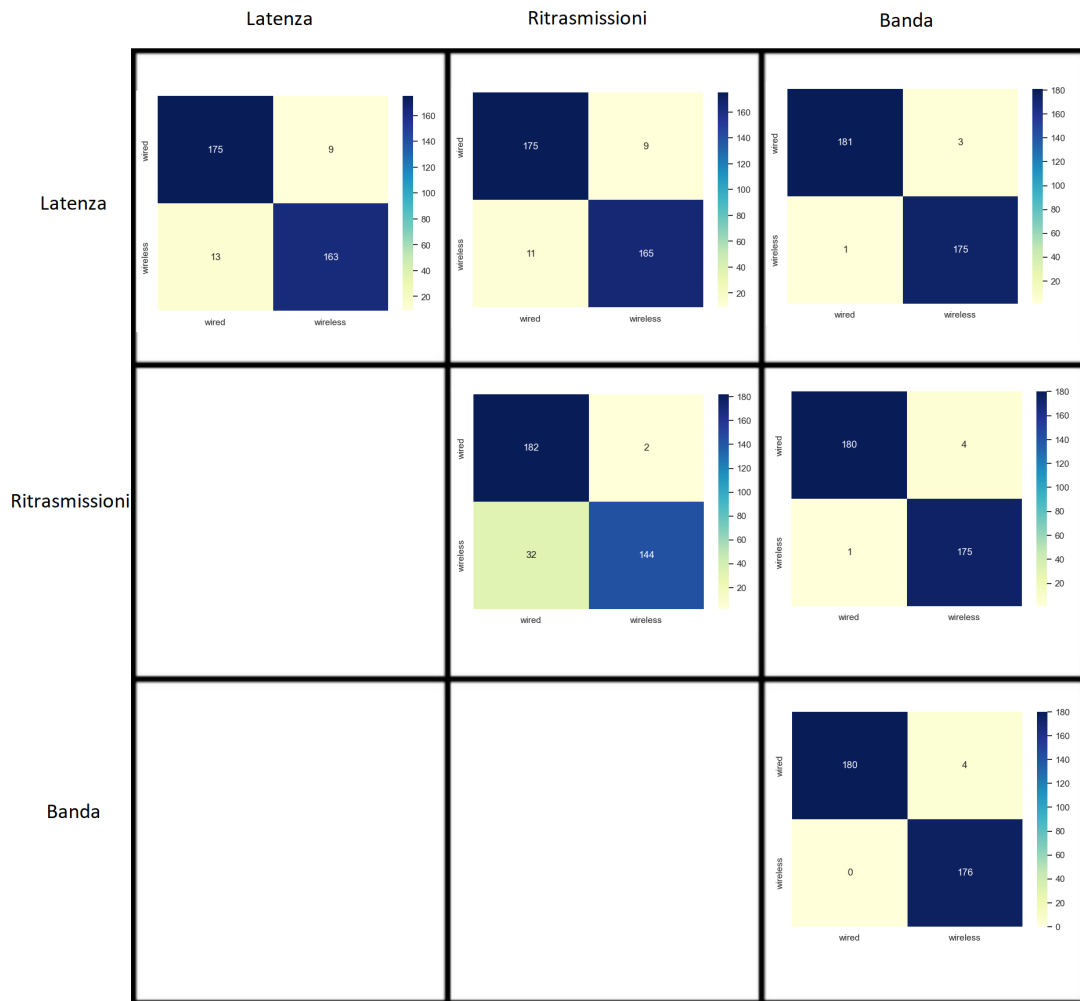 Latenza Ritrasmissioni Banda
Latenza
wired 175 9
wireless 13 163
wired wireless
160
140
120
100
80
60
40
20
wired 175 9
wireless 11 165
wired wireless
160
140
120
100
80
60
40
20
wired 181 3
wireless 1 175
wired wireless
180
160
140
120
100
80
60
40
20
Ritrasmissioni
wired 182 2
wireless 32 144
wired wireless
180
160
140
120
100
80
60
40
20
wired 180 4
wireless 1 175
wired wireless
180
160
140
120
100
80
60
40
20
Banda
wired 180 4
wireless 0 176
wired wireless
180
160
140
120
100
80
60
40
20
0